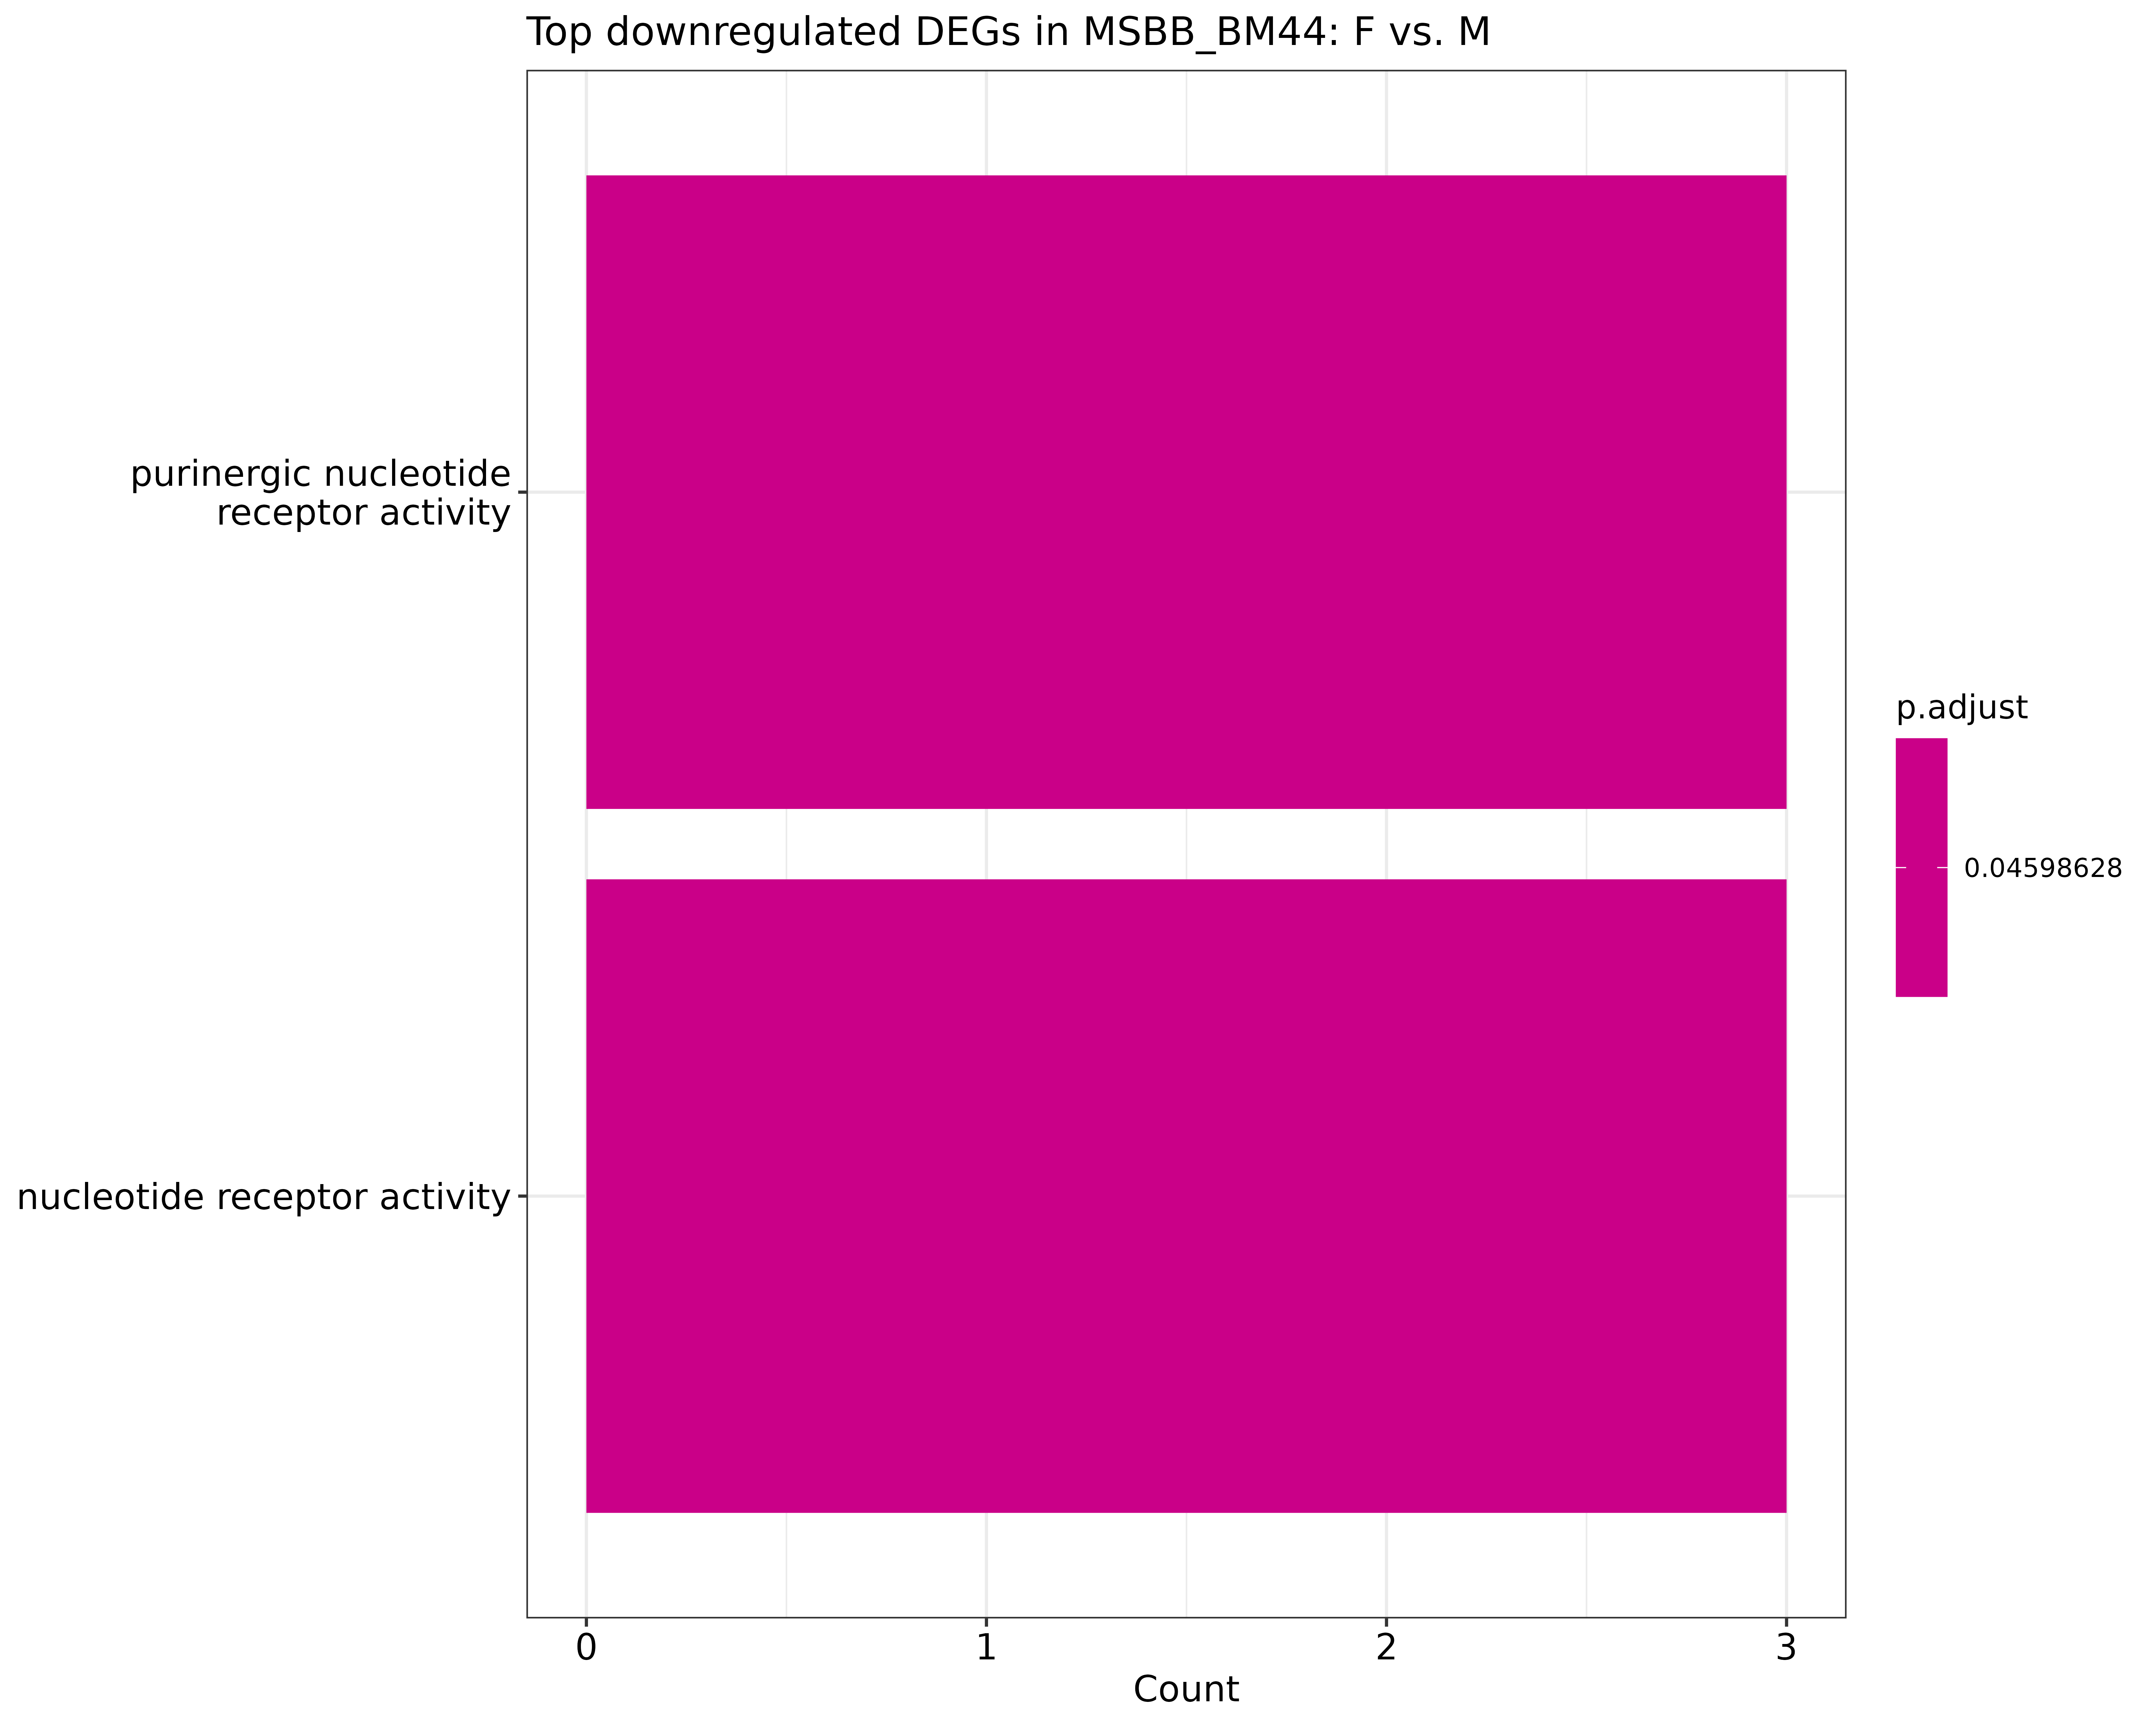 Top downregulated DEGs in MSBB_BM44: F vs. M
purinergic nucleotide
receptor activity
nucleotide receptor activity
p.adjust
0.04598628
0
1
2
3
Count